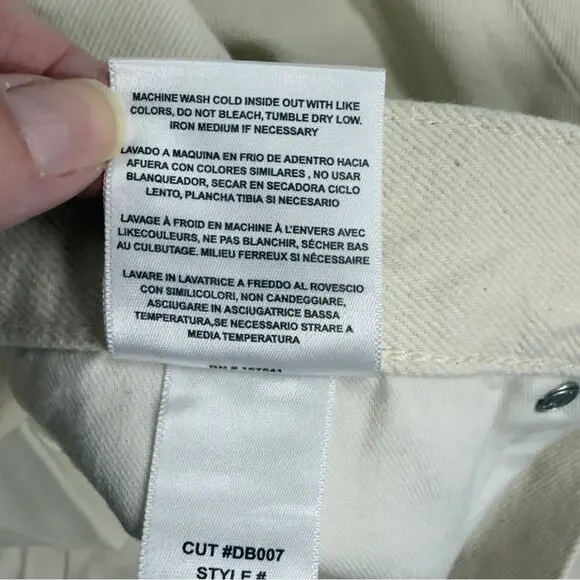 MACHINE WASH COLD INSIDE OUT WITH LIKE
COLORS, DO NOT BLEACH, TUMBLE DRY LOW.
IRON MEDIUM IF NECESSARY
LAVADO A MAQUINA EN FRIO DE ADENTRO HACIA
AFUERA CON COLORES SIMILARES , NO USAR
BLANQUEADOR, SECAR EN SECADORA CICLO
LENTO, PLANCHA TIBIA SI NECESARIO
LAVAGE À FROID EN MACHINE À L'ENVERS AVEC
LIKECOULEURS, NE PAS BLANCHIR, SÉCHER BAS
AU CULBUTAGE. MILIEU FERREUX SI NÉCESSAIRE
LAVARE IN LAVATRICE A FREDDO AL ROVESCIO
CON SIMILICOLORI, NON CANDEGGIARE,
ASCIUGARE IN ASCIUGATRICE BASSA
TEMPERATURA,SE NECESSARIO STRARE A
MEDIA TEMPERATURA
RN #
CUT #DB007
STYLE #